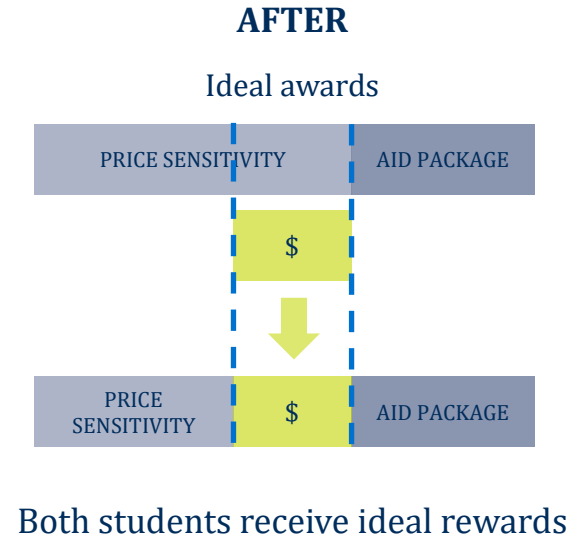 AFTER
Ideal awards
PRICE SENSITIVITY AID PACKAGE
$
PRICE
SENSITIVITY
$
AID PACKAGE
Both students receive ideal rewards